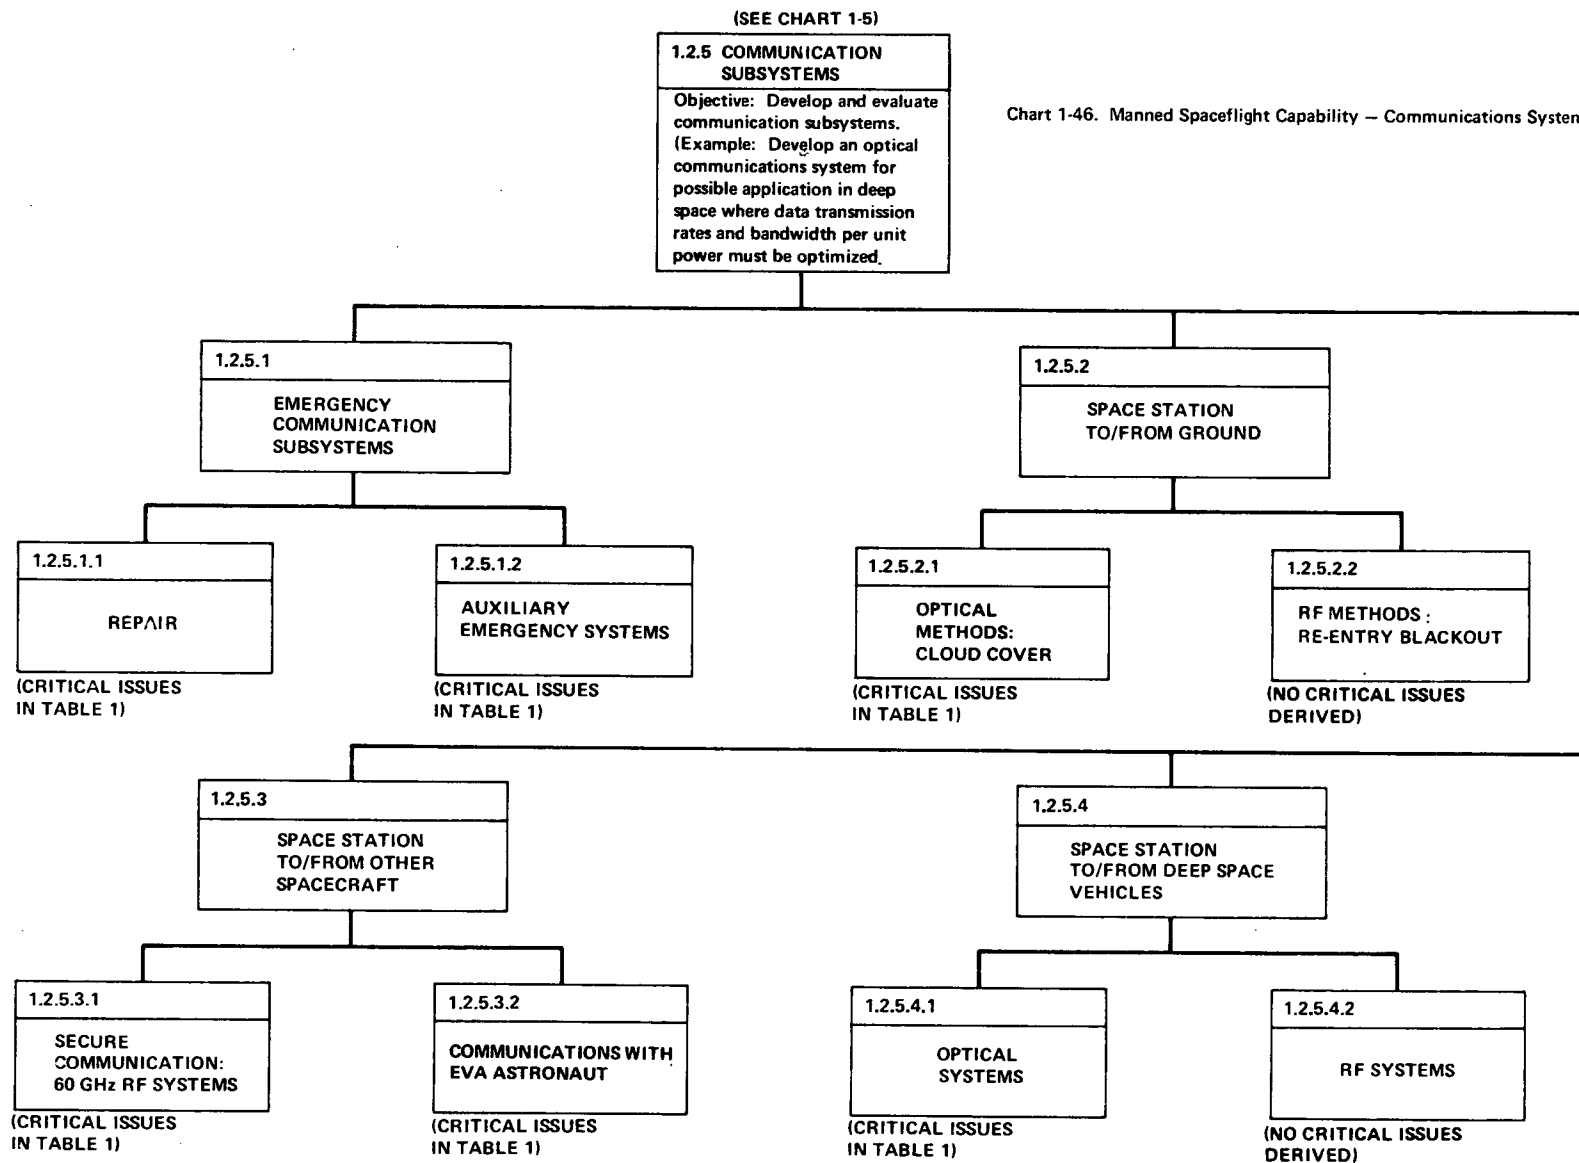 (SEE CHART 1-5)
1.2.5 COMMUNICATION
SUBSYSTEMS
Objective: Develop and evaluate
communication subsystems.
(Example: Develop an optical
communications system for
possible application in deep
space where data transmission
rates and bandwidth per unit
power must be optimized.
Chart 1-46. Manned Spaceflight Capability – Communications System
1.2.5.1
EMERGENCY
COMMUNICATION
SUBSYSTEMS
1.2.5.2
SPACE STATION
TO/FROM GROUND
1.2.5.1.1
REPAIR
(CRITICAL ISSUES
IN TABLE 1)
1.2.5.1.2
AUXILIARY
EMERGENCY SYSTEMS
(CRITICAL ISSUES
IN TABLE 1)
1.2.5.2.1
OPTICAL
METHODS:
CLOUD COVER
(CRITICAL ISSUES
IN TABLE 1)
1.2.5.2.2
RF METHODS :
RE-ENTRY BLACKOUT
(NO CRITICAL ISSUES
DERIVED)
1.2.5.3
SPACE STATION
TO/FROM OTHER
SPACECRAFT
1.2.5.4
SPACE STATION
TO/FROM DEEP SPACE
VEHICLES
1.2.5.3.1
SECURE
COMMUNICATION:
60 GHz RF SYSTEMS
(CRITICAL ISSUES
IN TABLE 1)
1.2.5.3.2
COMMUNICATIONS WITH
EVA ASTRONAUT
(CRITICAL ISSUES
IN TABLE 1)
1.2.5.4.1
OPTICAL
SYSTEMS
(CRITICAL ISSUES
IN TABLE 1)
1.2.5.4.2
RF SYSTEMS
(NO CRITICAL ISSUES
DERIVED)